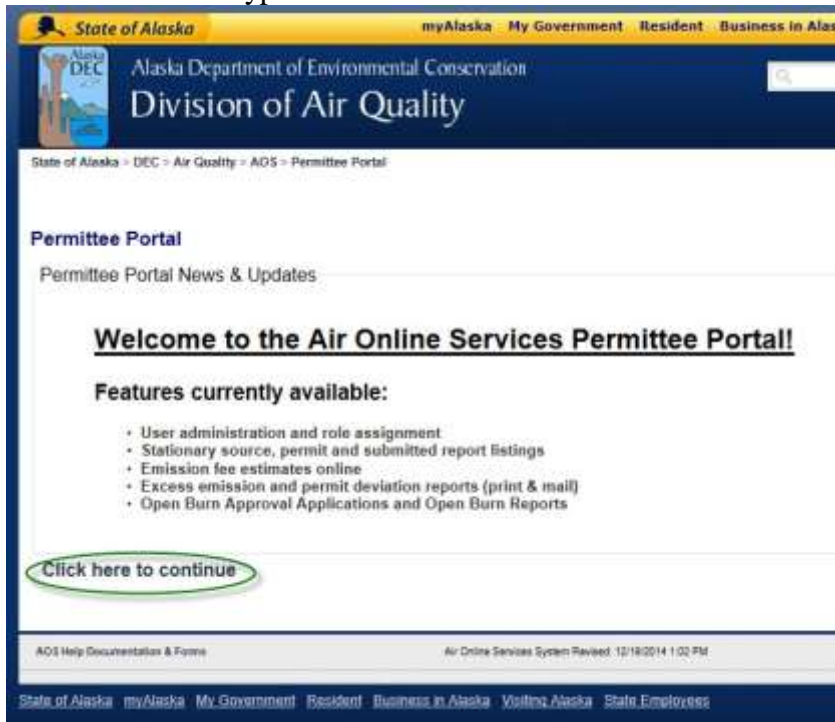 State of Alaska
myAlaska My Government Resident Business in Alas
Alaska
DEC
Alaska Department of Environmental Conservation
Division of Air Quality
State of Alaska > DEC > Air Quality > AOS > Permittee Portal
Permittee Portal
Permittee Portal News & Updates
Welcome to the Air Online Services Permittee Portal!
Features currently available:
• User administration and role assignment
• Stationary source, permit and submitted report listings
• Emission fee estimates online
• Excess emission and permit deviation reports (print & mail)
• Open Burn Approval Applications and Open Burn Reports
Click here to continue
AOS Help Documentation & Forms
Air Online Services System Revised: 12/19/2014 1:02 PM
State of Alaska myAlaska My Government Resident Business in Alaska Visiting Alaska State Employees